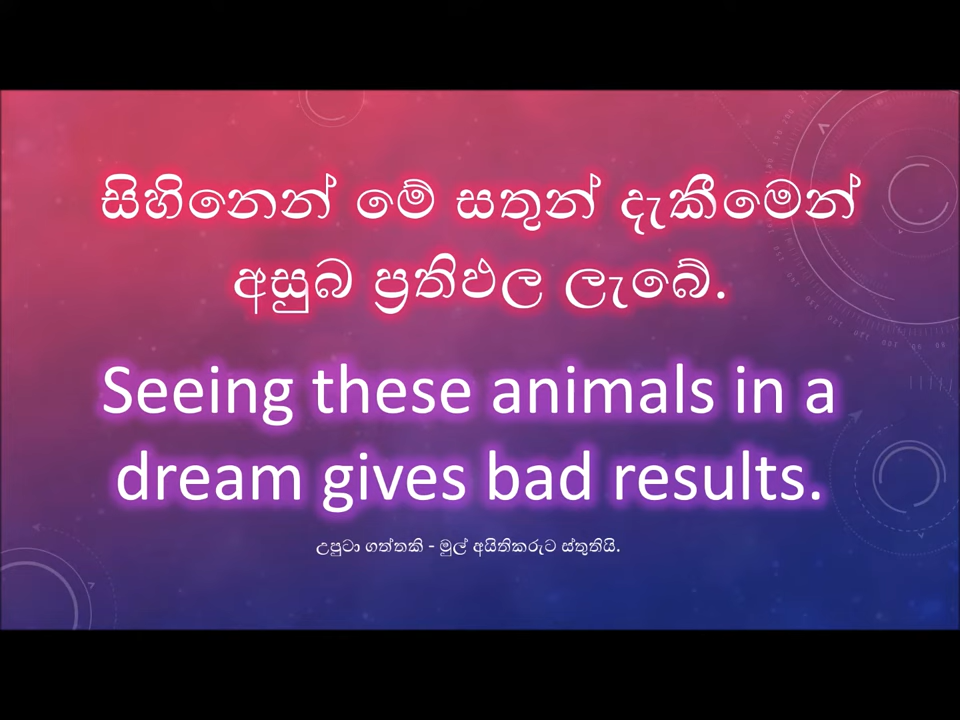 සිහිනෙන් මේ සතුන් දැකීමෙන්
අසුබ ප්‍රතිඵල ලැබේ.
Seeing these animals in a
dream gives bad results.
උපුටා ගත්තකි - මුල් අයිතිකරුට ස්තුතියි.